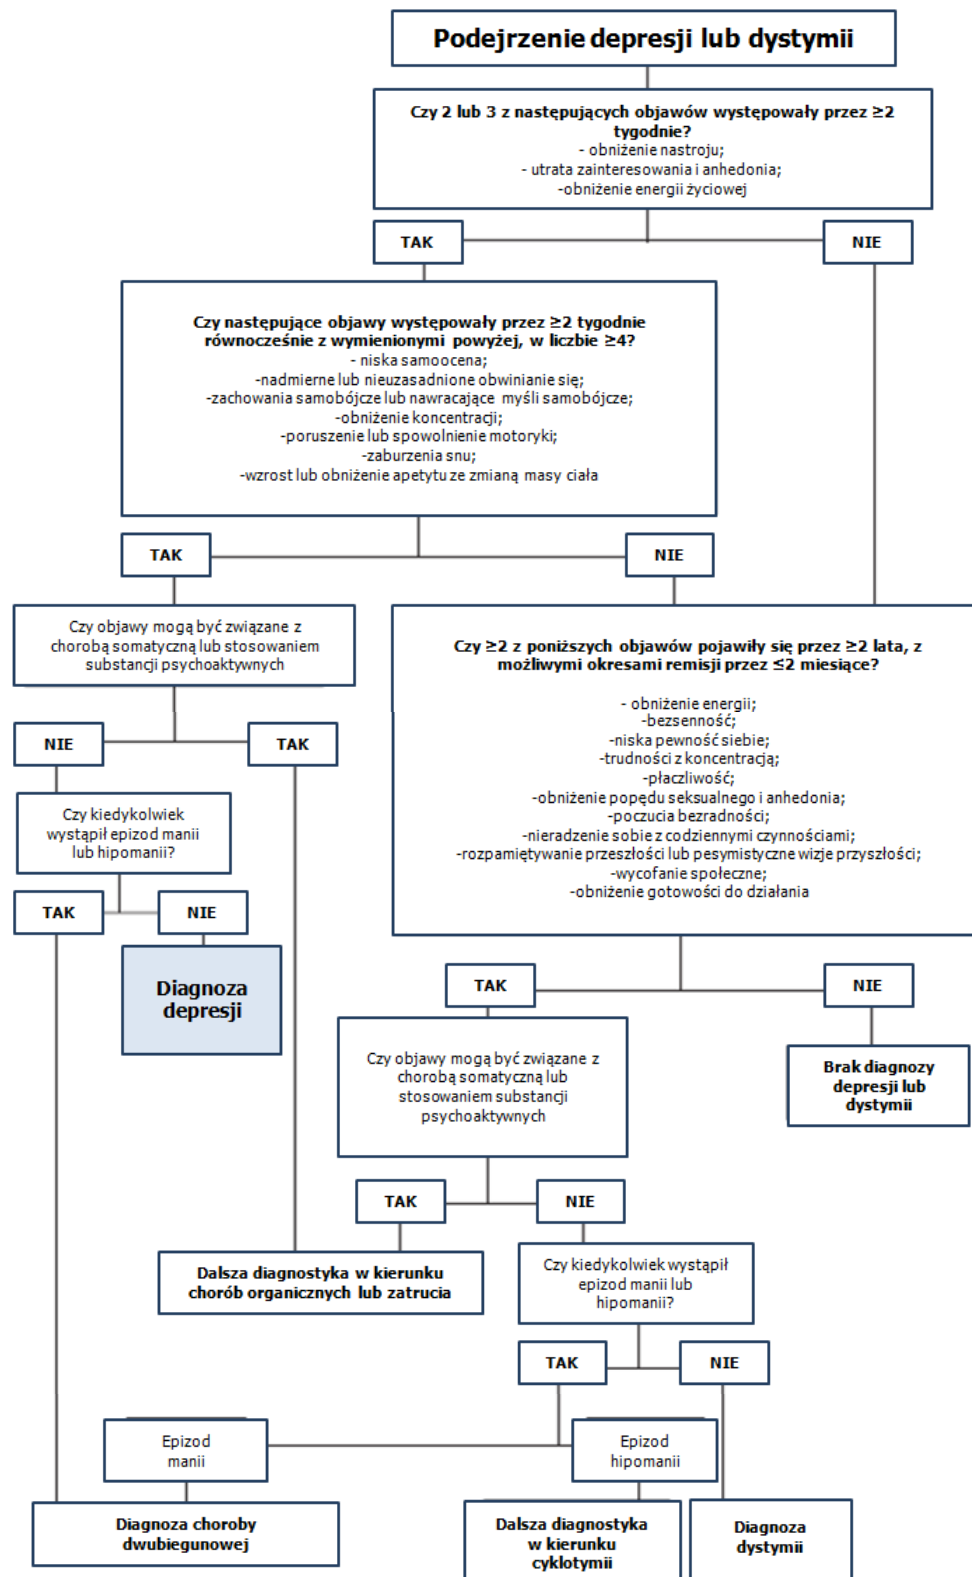 Podejrzenie depresji lub dystymii
Czy 2 lub 3 z następujących objawów występowały przez ≥2
tygodnie?
- obniżenie nastroju;
- utrata zainteresowania i anhedonia;
-obniżenie energii życiowej
TAK
NIE
Czy następujące objawy występowały przez ≥2 tygodnie
równocześnie z wymienionymi powyżej, w liczbie ≥4?
- niska samoocena;
-nadmierne lub nieuzasadnione obwinianie się;
-zachowania samobójcze lub nawracające myśli samobójcze;
-obniżenie koncentracji;
-poruszenie lub spowolnienie motoryki;
-zaburzenia snu;
-wzrost lub obniżenie apetytu ze zmianą masy ciała
TAK
NIE
Czy objawy mogą być związane z
chorobą somatyczną lub stosowaniem
substancji psychoaktywnych
Czy ≥2 z poniższych objawów pojawiły się przez ≥2 lata, z
możliwymi okresami remisji przez ≤2 miesiące?
- obniżenie energii;
-bezsenność;
-niska pewność siebie;
-trudności z koncentracją;
-płaczliwość;
-obniżenie popędu seksualnego i anhedonia;
-poczucia bezradności;
-nieradzenie sobie z codziennymi czynnościami;
-rozpamiętywanie przeszłości lub pesymistyczne wizje przyszłości;
-wycofanie społeczne;
-obniżenie gotowości do działania
NIE
TAK
Czy kiedykolwiek
wystąpił epizod manii
lub hipomanii?
TAK
NIE
Diagnoza
depresji
TAK
NIE
Czy objawy mogą być związane z
chorobą somatyczną lub
stosowaniem substancji
psychoaktywnych
Brak diagnozy
depresji lub
dystymii
TAK
NIE
Dalsza diagnostyka w kierunku
chorób organicznych lub zatrucia
Czy kiedykolwiek wystąpił
epizod manii lub
hipomanii?
TAK
NIE
Epizod
manii
Epizod
hipomanii
Diagnoza choroby
dwubiegunowej
Dalsza diagnostyka
w kierunku
cyklotymii
Diagnoza
dystymii